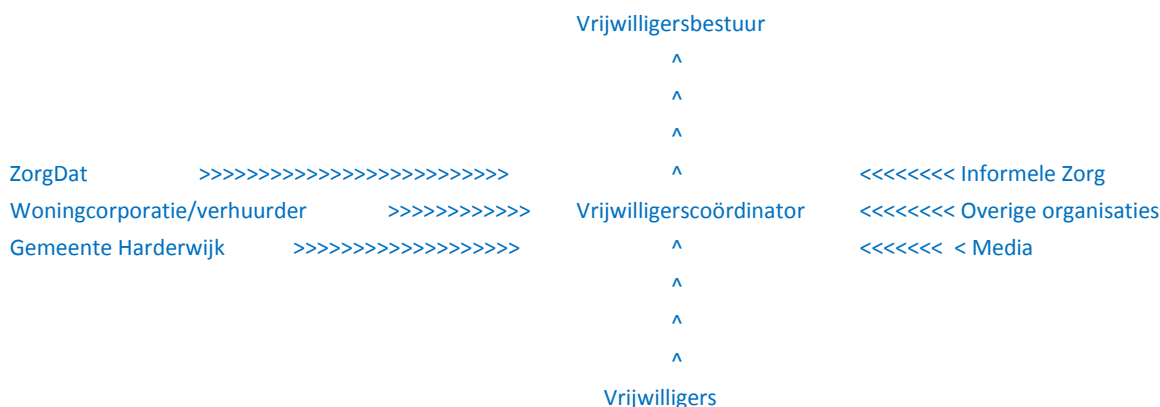 Vrijwilligersbestuur
^
^
^
ZorgDat >>>>>>>>>>>>>>>>>>>>>>>>>> ^ <<<<<<<< Informele Zorg
Woningcorporatie/verhuurder >>>>>>>>>>>> Vrijwilligerscoördinator <<<<<<<< Overige organisaties
Gemeente Harderwijk >>>>>>>>>>>>>>>>>>> ^ <<<<<<< < Media
^
^
^
Vrijwilligers